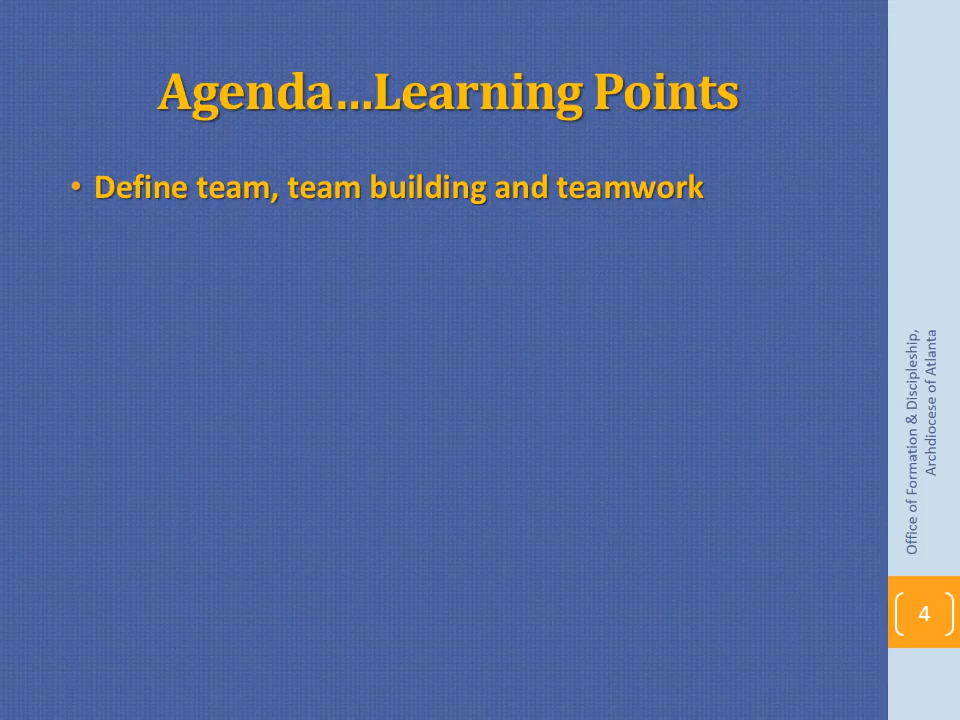 Agenda…Learning Points
• Define team, team building and teamwork
Office of Formation & Discipleship,
Archdiocese of Atlanta
4